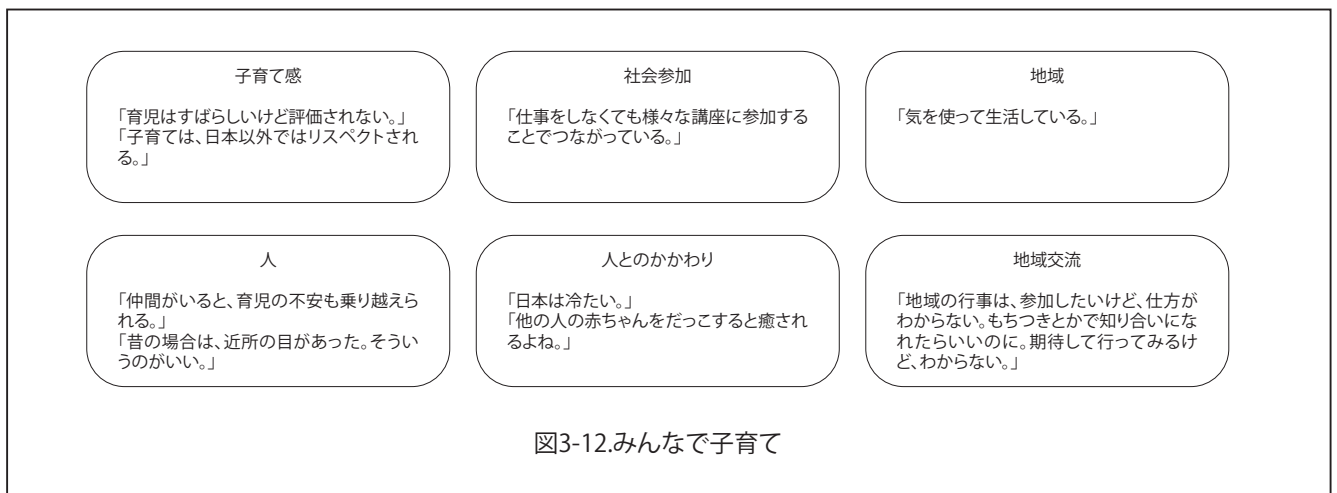 子育て感
「育児はすばらしいけど評価されない。」
「子育ては、日本以外ではリスペクトされ
る。」
社会参加
「仕事をしなくても様々な講座に参加する
ことでつながっている。」
地域
「気を使って生活している。」
人
「仲間がいると、育児の不安も乗り越えら
れる。」
「昔の場合は、近所の目があった。そうい
うのがいい。」
人とのかかわり
「日本は冷たい。」
「他の人の赤ちゃんをだっこすると癒され
るよね。」
地域交流
「地域の行事は、参加したいけど、仕方が
わからない。もちつきとかで知り合いにな
れたらいいのに。期待して行ってみるけ
ど、わからない。」
図3-12.みんなで子育て